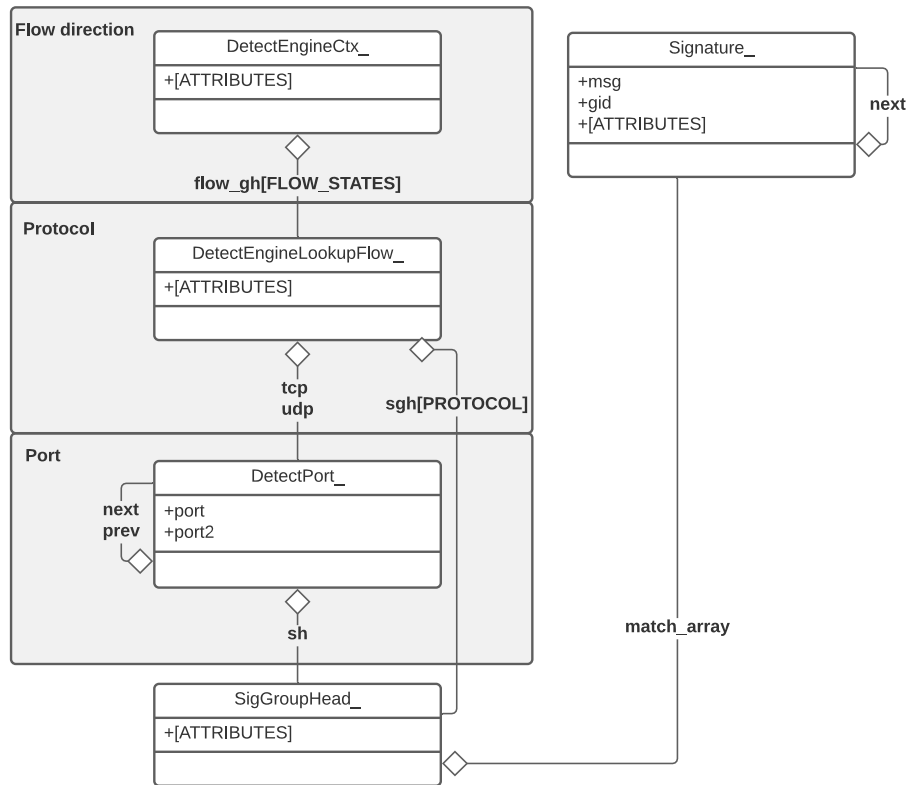 Flow direction
DetectEngineCtx_
+[ATTRIBUTES]
flow_gh[FLOW_STATES]
Protocol
DetectEngineLookupFlow_
+[ATTRIBUTES]
tcp
udp
sgh[PROTOCOL]
Port
DetectPort_
+port
+port2
next
prev
sh
SigGroupHead_
+[ATTRIBUTES]
Signature_
+msg
+gid
+[ATTRIBUTES]
next
match_array